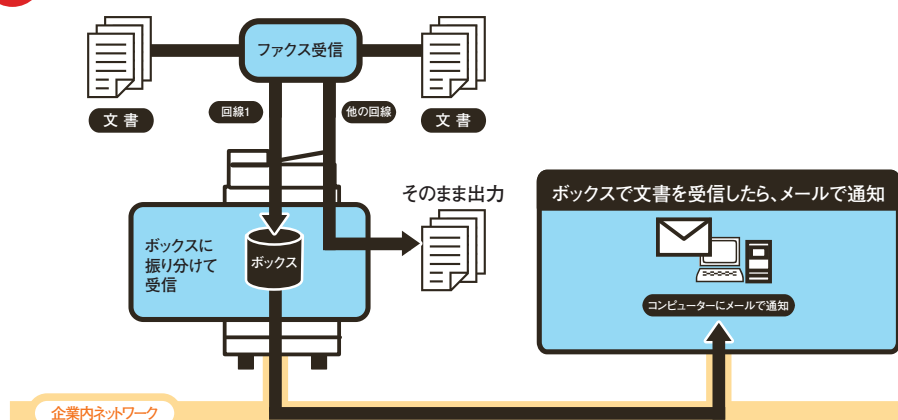 ファクス受信
回線1
他の回線
文書
文書
そのまま出力
ボックスに
振り分けて
受信
ボックス
ボックスで文書を受信したら、メールで通知
コンピューターにメールで通知
企業内ネットワーク